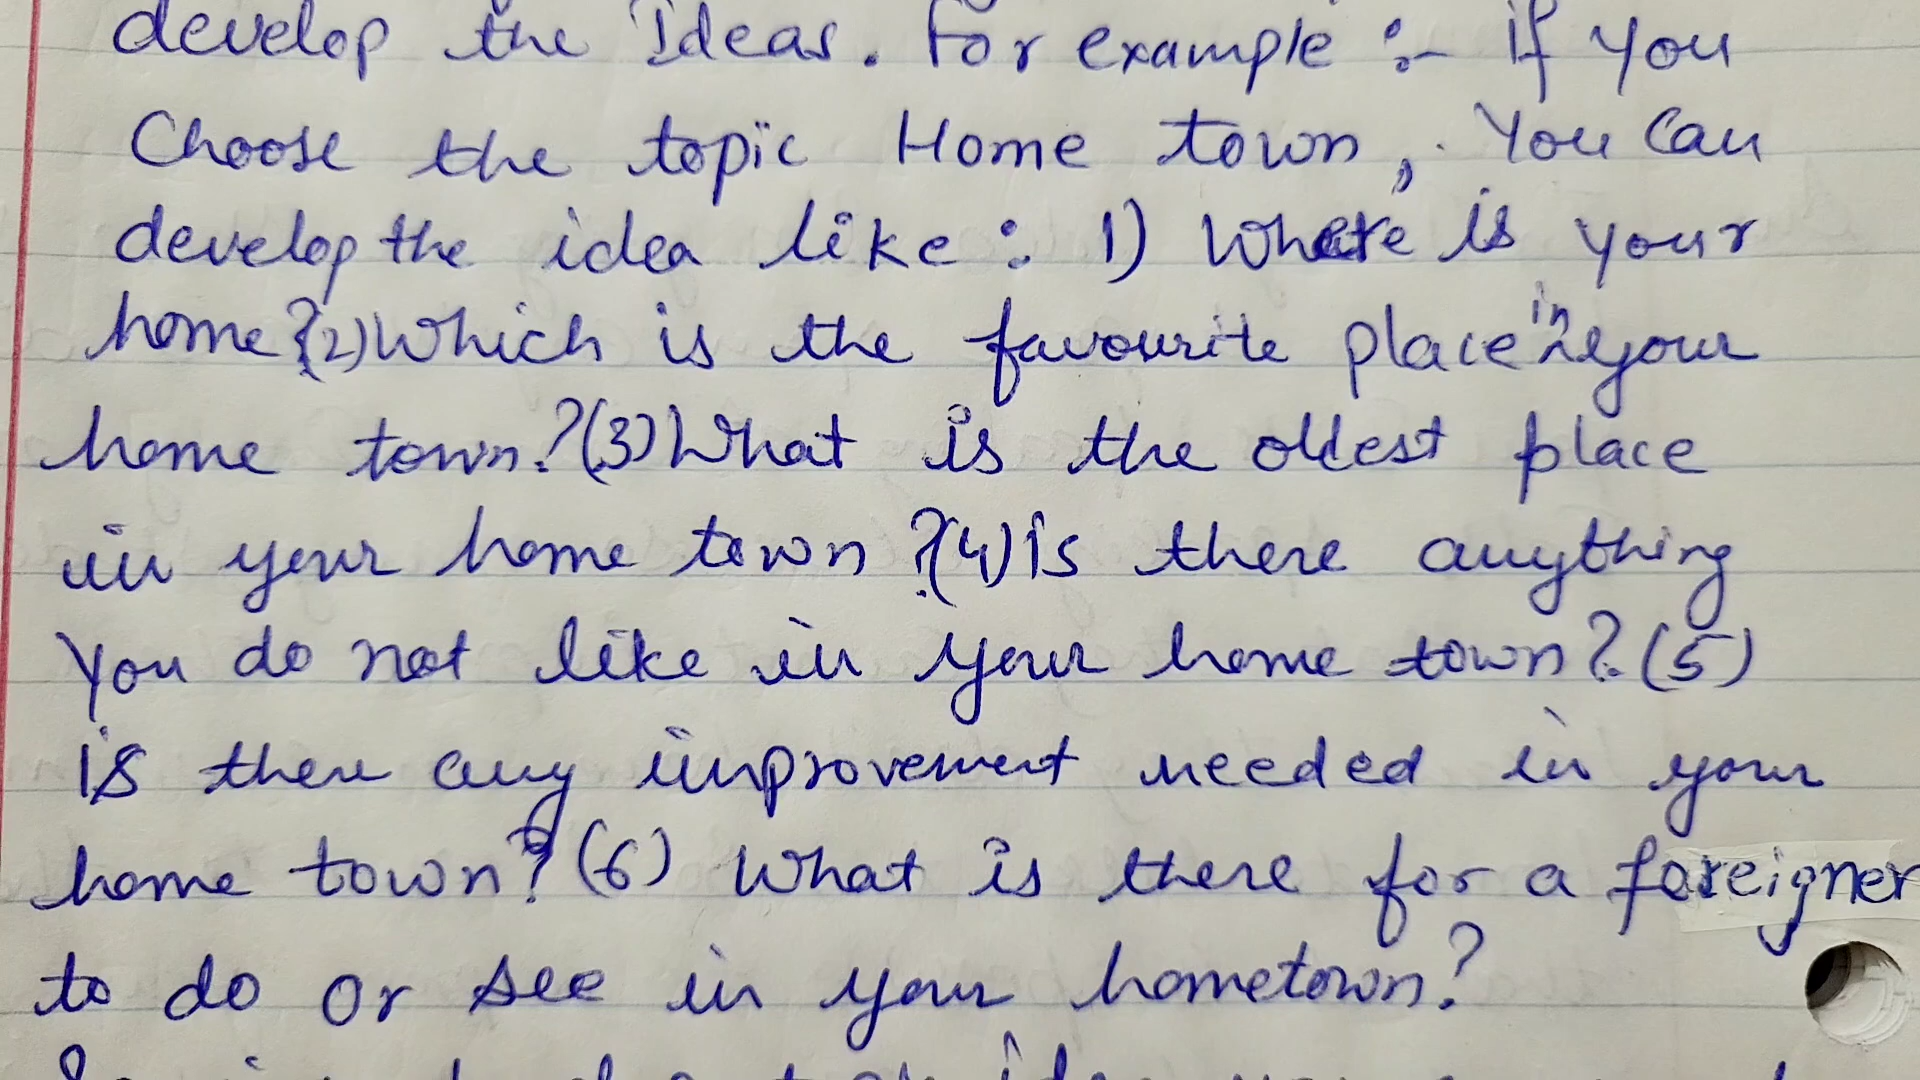 develop the Ideas. For example :- if you
Choose the topic Home town, You Can
develop the idea like: 1) Where is your
home? (2) Which is the favourite place in your
home town? (3) What is the oldest place
in your home town? (4) is there anything
You do not like in your home town? (5)
is there any improvement needed in your
home town? (6) What is there for a foreigner
to do or see in your hometown?